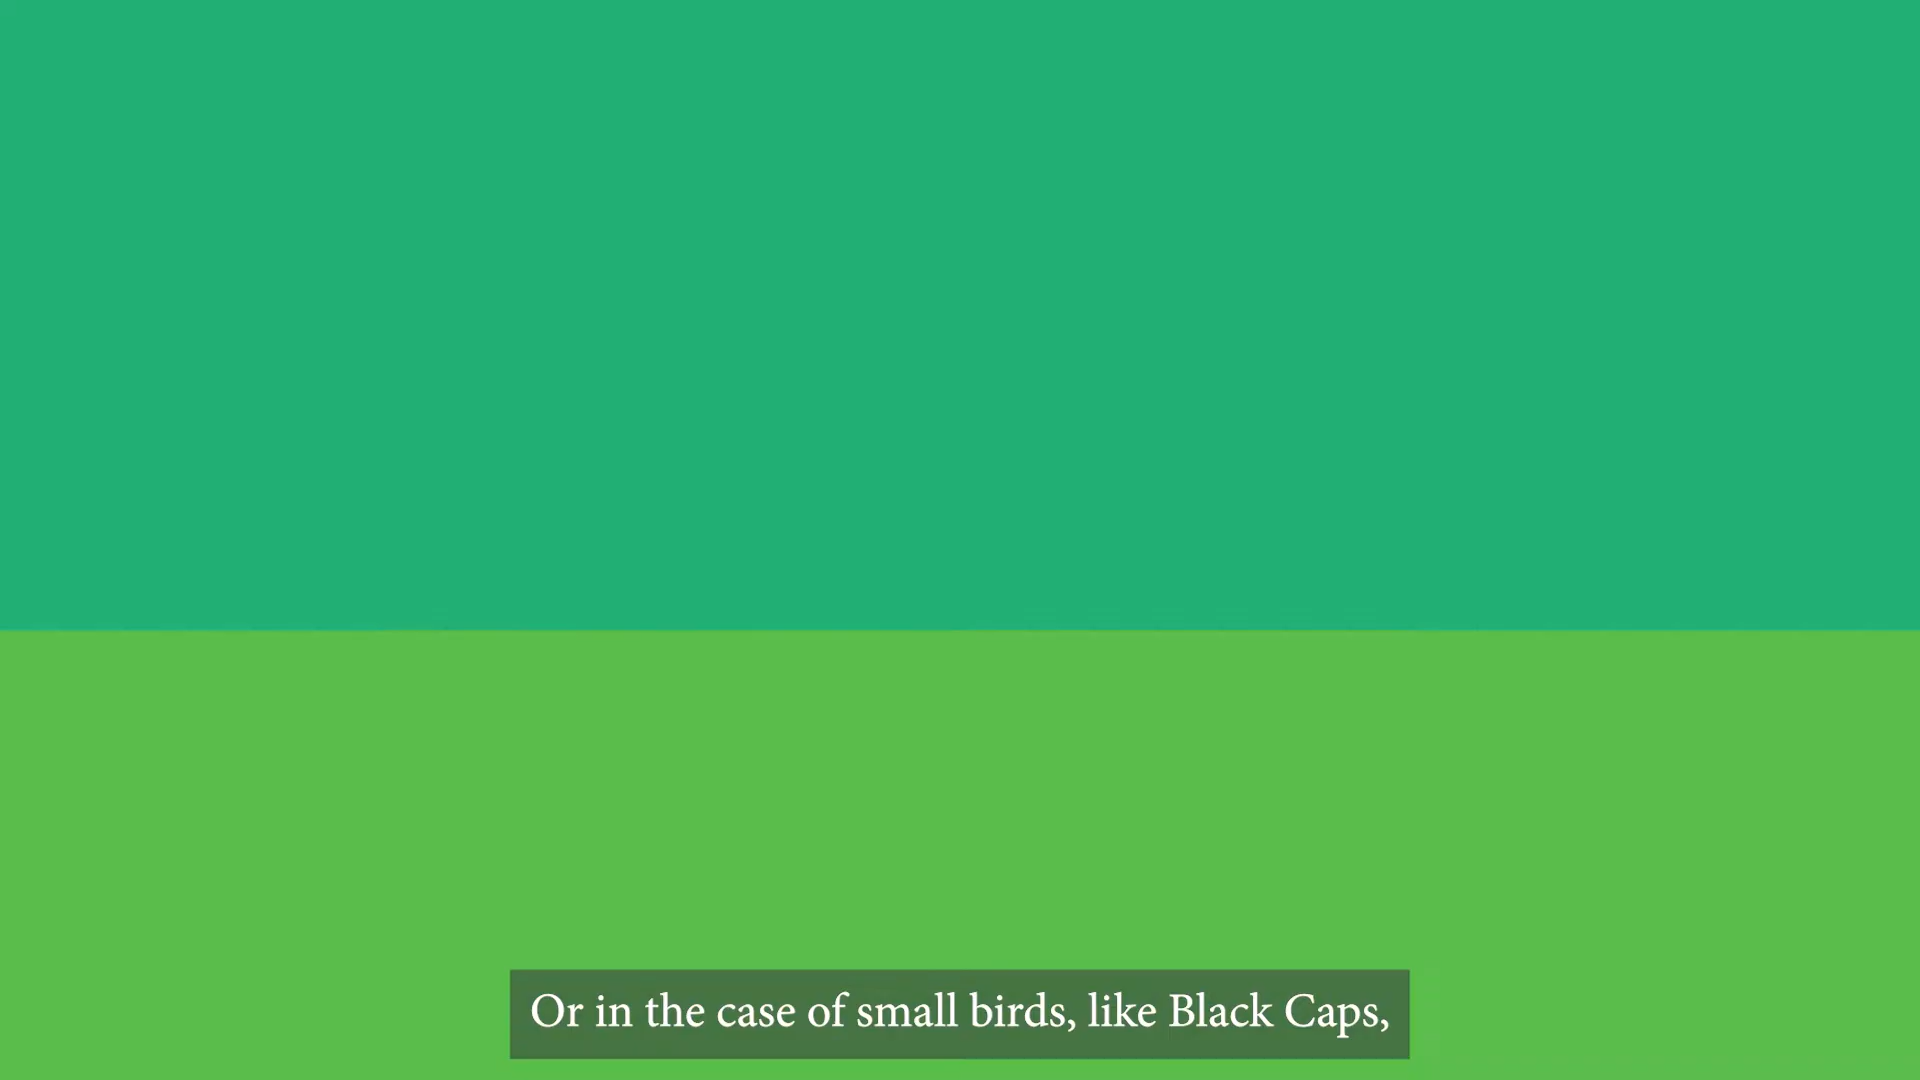 Or in the case of small birds, like Black Caps,